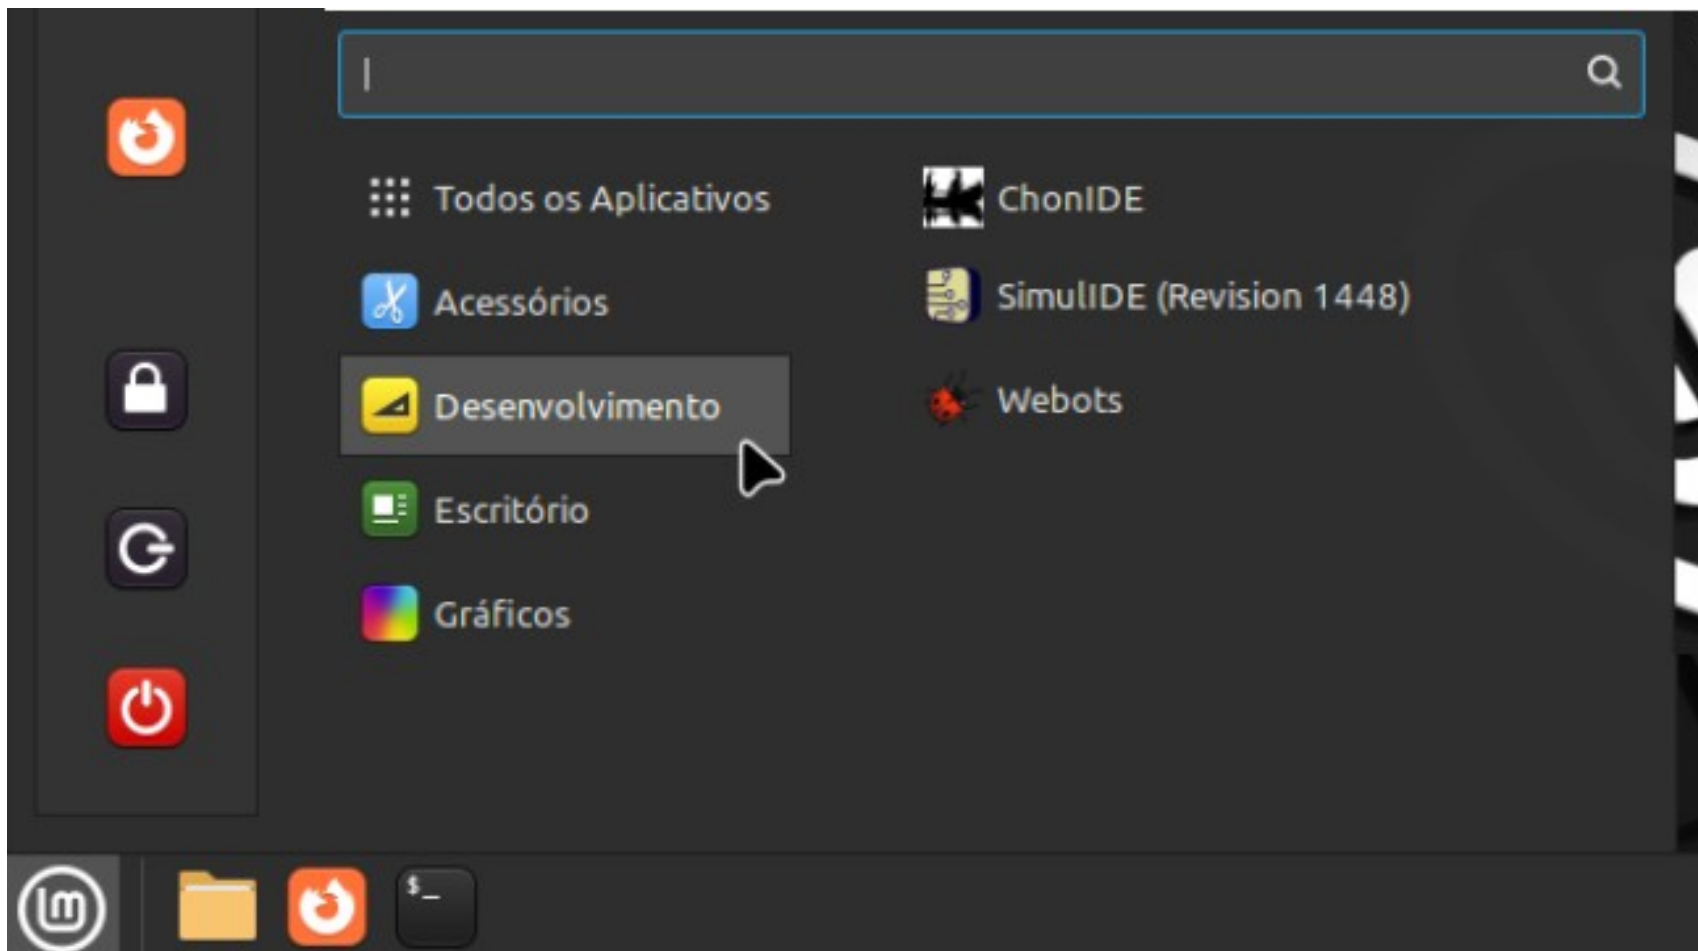 Todos os Aplicativos
Acessórios
Desenvolvimento
Escritório
Gráficos
ChonIDE
SimulIDE (Revision 1448)
Webots
$_